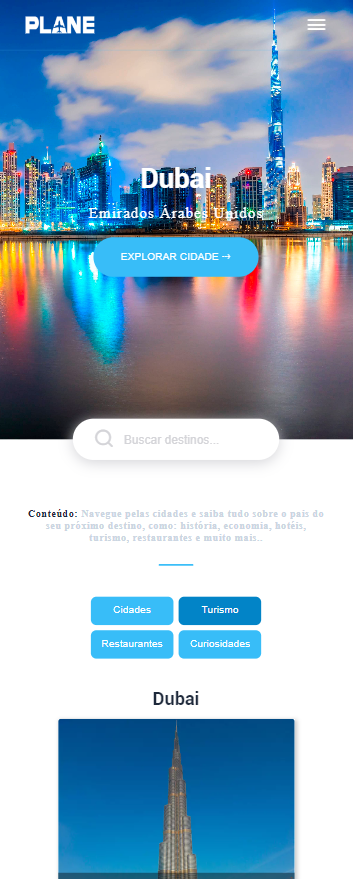 PLANE
Dubai
Emirados Árabes Unidos
EXPLORAR CIDADE →
Buscar destinos...
Conteúdo: Navegue pelas cidades e saiba tudo sobre o país do
seu próximo destino, como: história, economia, hotéis,
turismo, restaurantes e muito mais..
Cidades
Turismo
Restaurantes
Curiosidades
Dubai